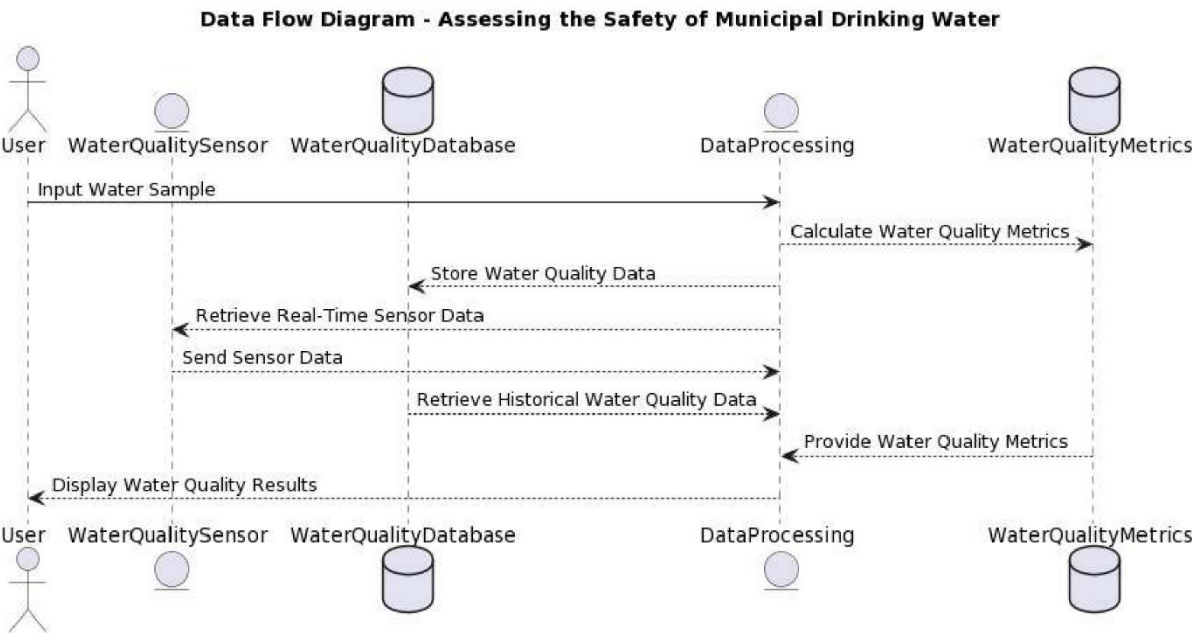 Data Flow Diagram - Assessing the Safety of Municipal Drinking Water
User WaterQualitySensor WaterQualityDatabase DataProcessing WaterQualityMetrics
Input Water Sample
Calculate Water Quality Metrics
Store Water Quality Data
Retrieve Real-Time Sensor Data
Send Sensor Data
Retrieve Historical Water Quality Data
Provide Water Quality Metrics
Display Water Quality Results
User WaterQualitySensor WaterQualityDatabase DataProcessing WaterQualityMetrics